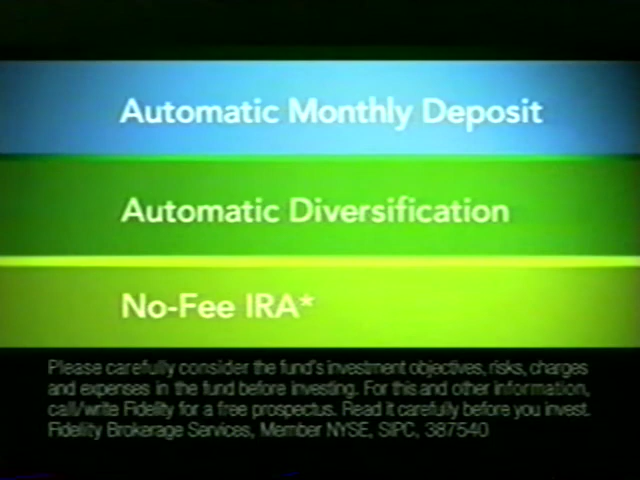 Automatic Monthly Deposit
Automatic Diversification
No-Fee IRA*
Please carefully consider the fund's investment objectives, risks, charges
and expenses in the fund before investing. For this and other information,
call/write Fidelity for a free prospectus. Read it carefully before you invest.
Fidelity Brokerage Services, Member NYSE, SIPC, 387540